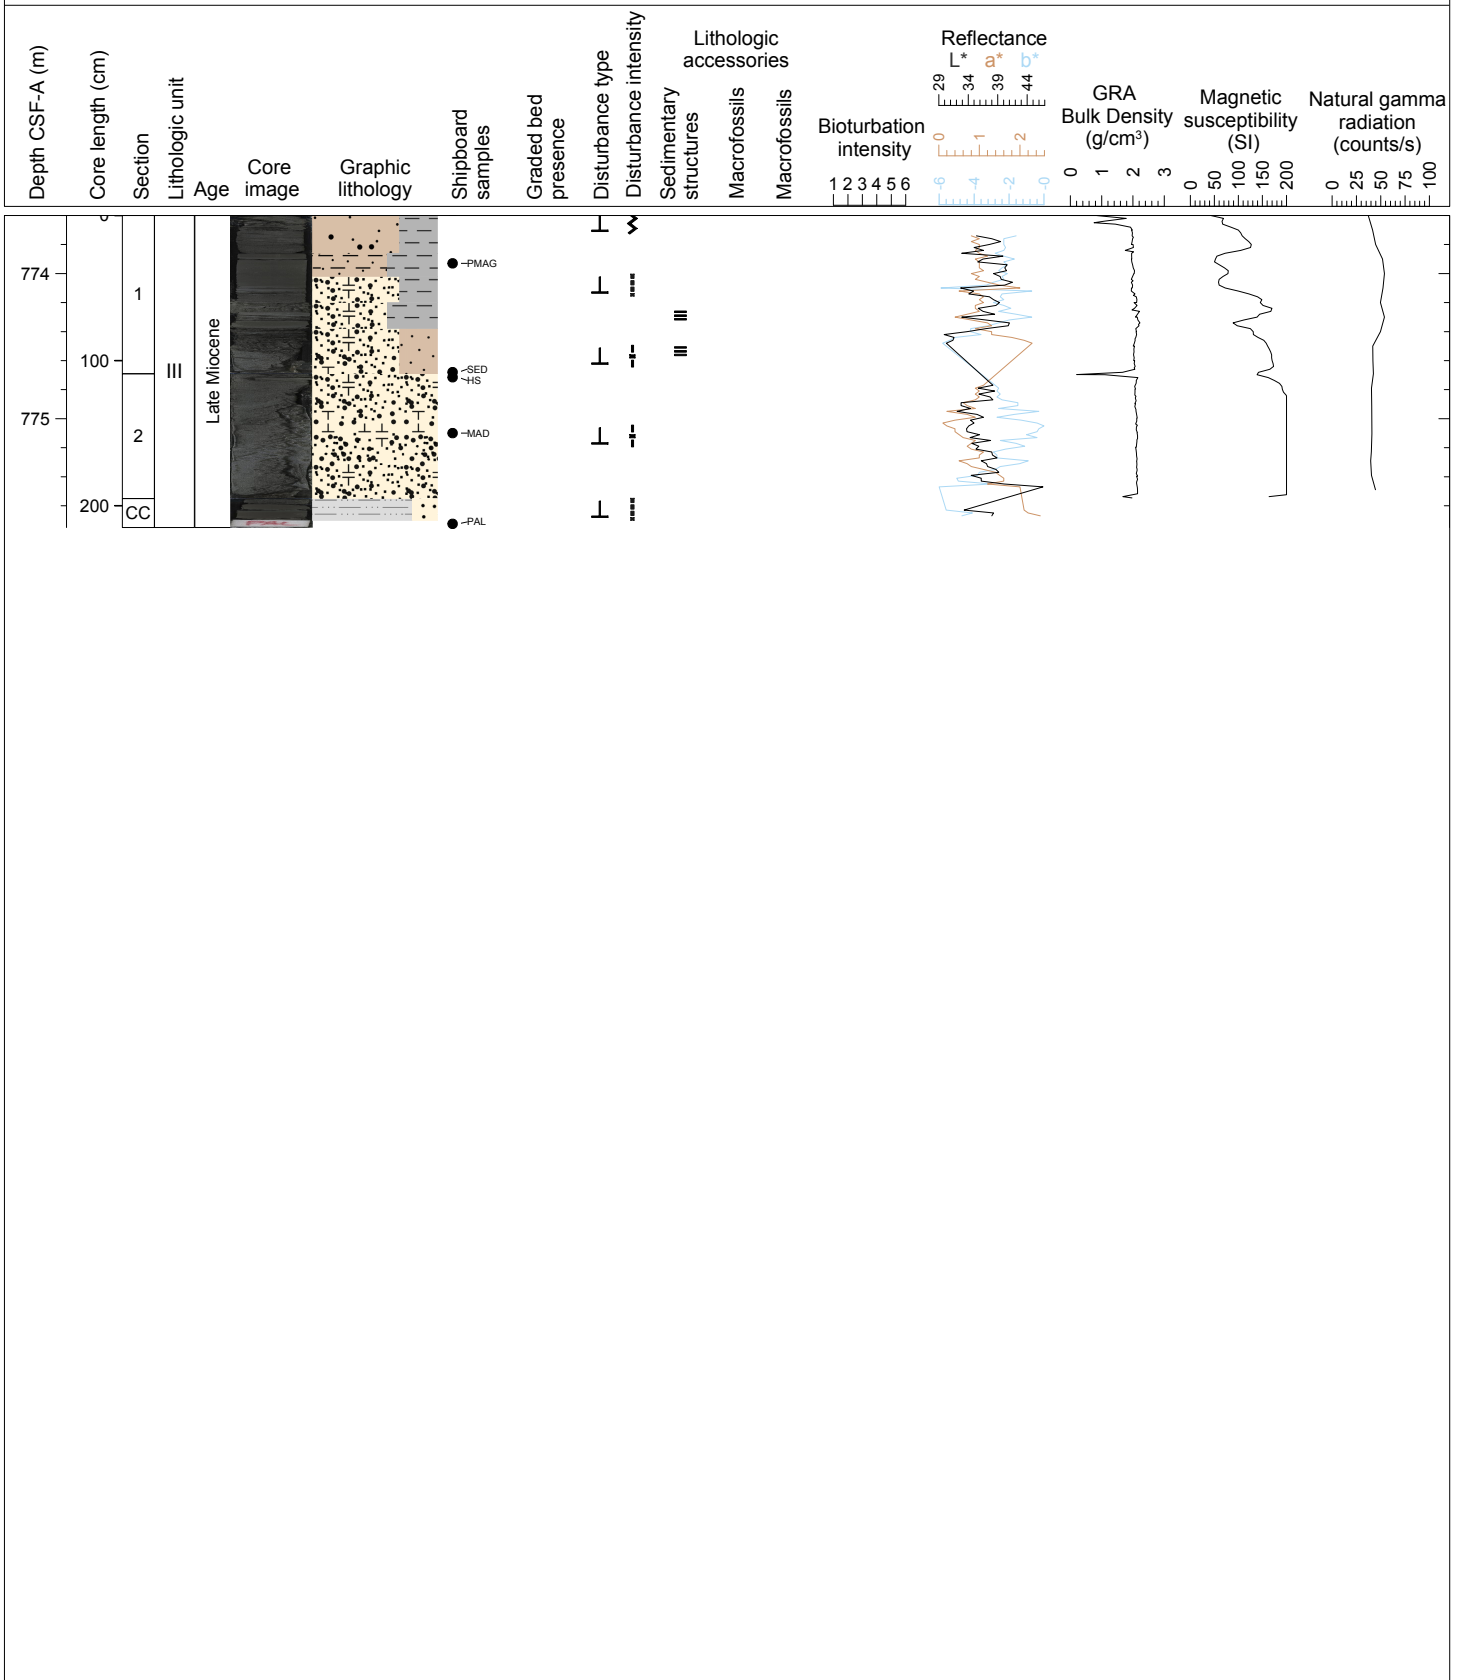 Depth CSF-A (m)
Core length (cm)
Section
Lithologic unit
Age
Core
image
Graphic
lithology
Shipboard
samples
Graded bed
presence
Disturbance type
Disturbance intensity
Lithologic
accessories
Sedimentary
structures
Macrofossils
Macrofossils
Bioturbation
intensity
1 2 3 4 5 6
Reflectance
L* a* b*
29 34 39 44
0 1 2
-6 -4 -2 -0
GRA
Bulk Density
(g/cm³)
0 1 2 3
Magnetic
susceptibility
(SI)
0 50 100 150 200
Natural gamma
radiation
(counts/s)
0 25 50 75 100
0
774
1
PMAG
100
III
Late Miocene
SED
HS
775
2
MAD
200
CC
PAL
PAL